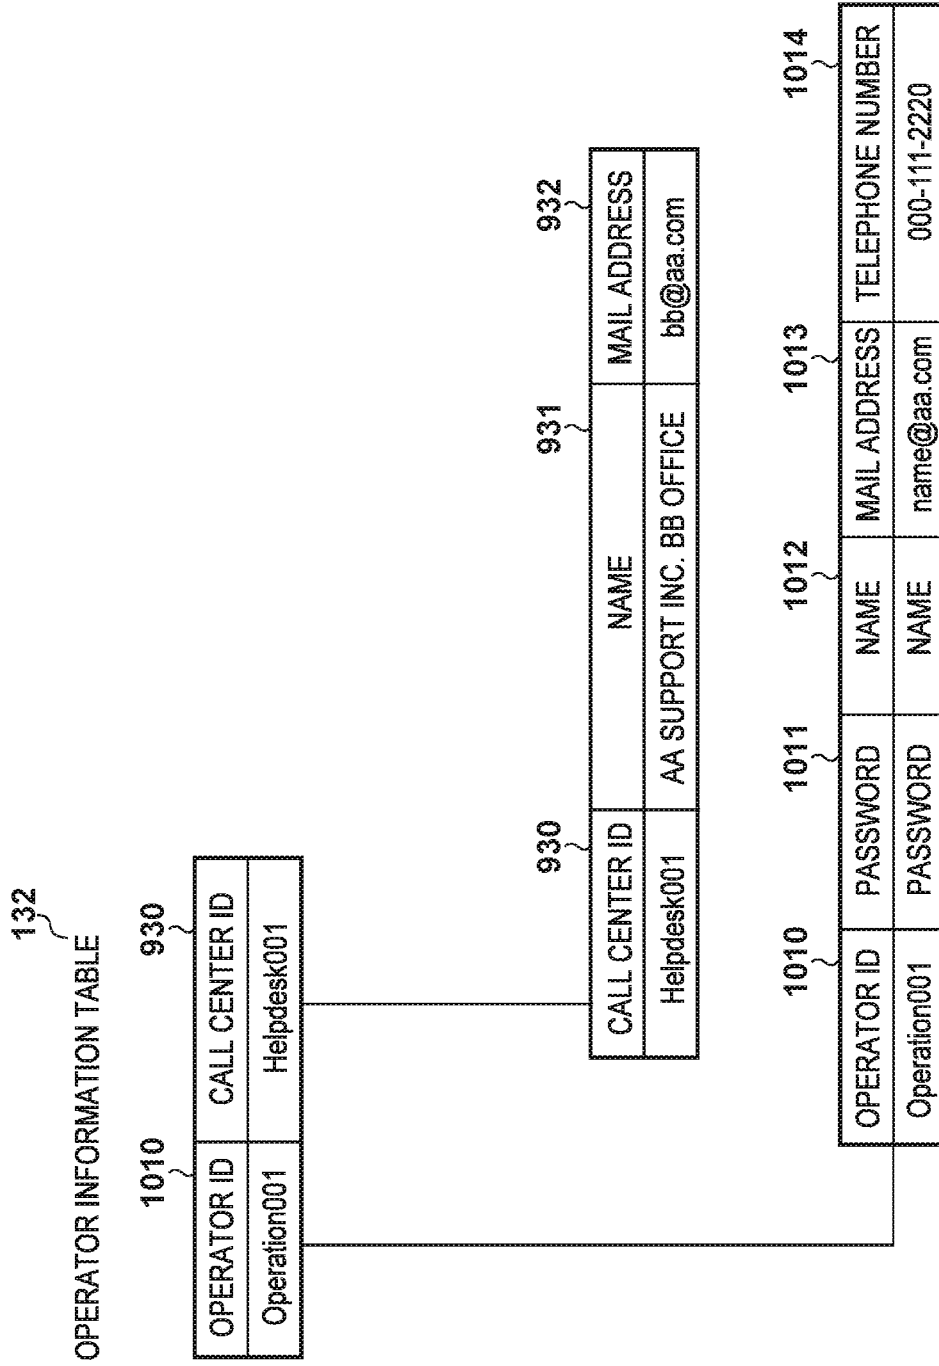 132
OPERATOR INFORMATION TABLE
1010 930
OPERATOR ID CALL CENTER ID
Operation001 Helpdesk001
930 931 932
CALL CENTER ID NAME MAIL ADDRESS
Helpdesk001 AA SUPPORT INC. BB OFFICE bb@aa.com
1010 1011 1012 1013 1014
OPERATOR ID PASSWORD NAME MAIL ADDRESS TELEPHONE NUMBER
Operation001 PASSWORD NAME name@aa.com 000-111-2220